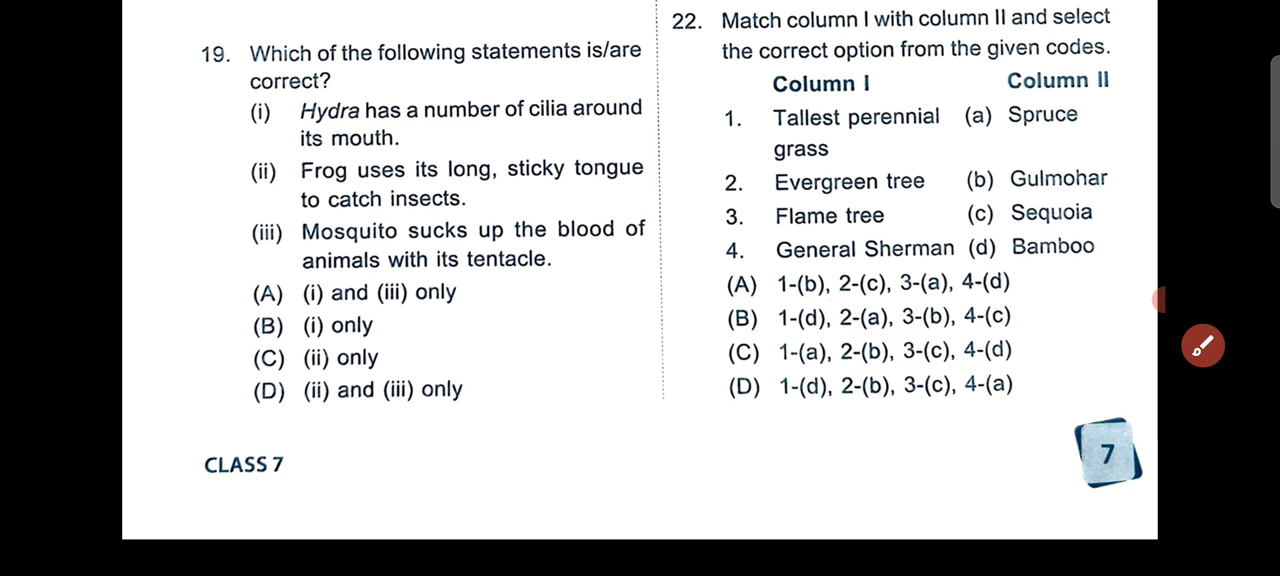 19. Which of the following statements is/are
correct?
(i) Hydra has a number of cilia around
its mouth.
(ii) Frog uses its long, sticky tongue
to catch insects.
(iii) Mosquito sucks up the blood of
animals with its tentacle.
(A) (i) and (iii) only
(B) (i) only
(C) (ii) only
(D) (ii) and (iii) only
CLASS 7
22. Match column I with column II and select
the correct option from the given codes.
Column I Column II
1. Tallest perennial (a) Spruce
grass
2. Evergreen tree (b) Gulmohar
3. Flame tree (c) Sequoia
4. General Sherman (d) Bamboo
(A) 1-(b), 2-(c), 3-(a), 4-(d)
(B) 1-(d), 2-(a), 3-(b), 4-(c)
(C) 1-(a), 2-(b), 3-(c), 4-(d)
(D) 1-(d), 2-(b), 3-(c), 4-(a)
7